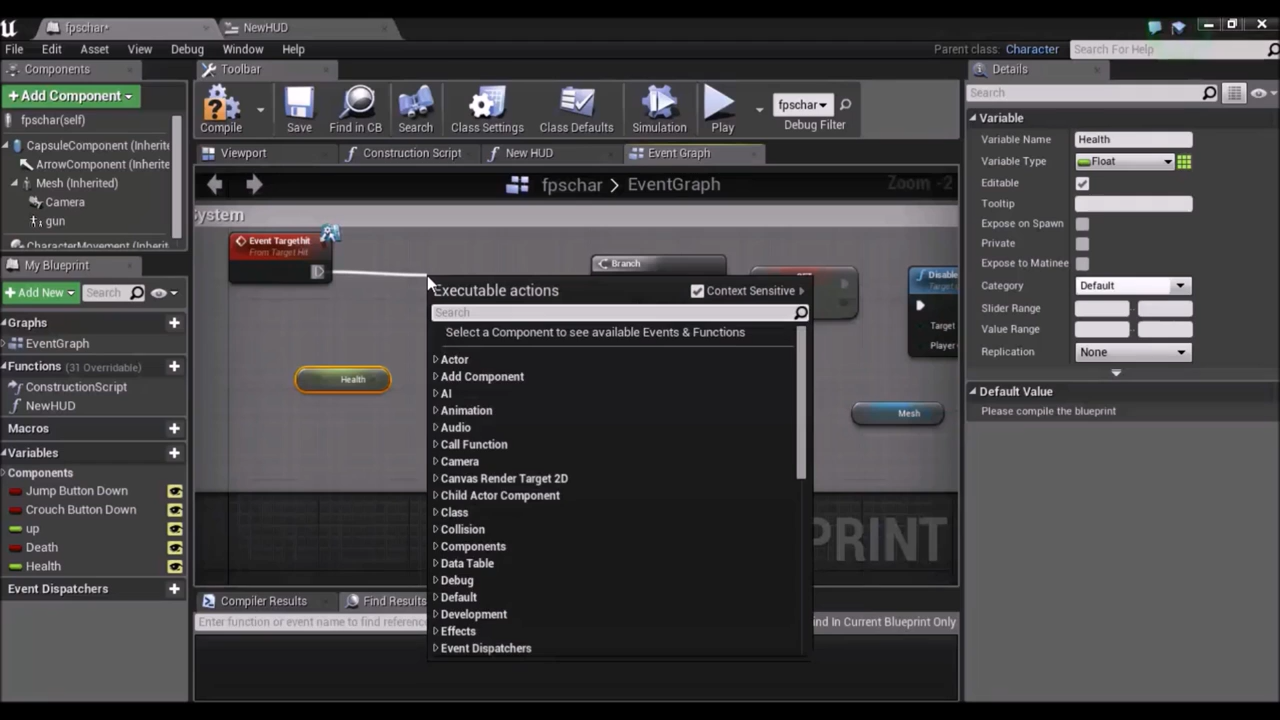 fpschar*
NewHUD
File Edit Asset View Debug Window Help
Parent class: Character
Search For Help
Components
Add Component
fpschar(self)
CapsuleComponent (Inherite
ArrowComponent (Inherited
Mesh (Inherited)
Camera
gun
CharacterMovement (Inherit
My Blueprint
Add New
Search
Graphs
EventGraph
Functions (31 Overridable)
ConstructionScript
NewHUD
Macros
Variables
Components
Jump Button Down
Crouch Button Down
up
Death
Health
Event Dispatchers
Toolbar
Compile
Save
Find in CB
Search
Class Settings
Class Defaults
Simulation
Play
fpschar
Debug Filter
Viewport
Construction Script
New HUD
Event Graph
fpschar > EventGraph
Zoom -2
System
Event Targethit
From Target Hit
Branch
SET
Disable
Target
Player
Health
Mesh
PRINT
Executable actions
Context Sensitive
Search
Select a Component to see available Events & Functions
Actor
Add Component
AI
Animation
Audio
Call Function
Camera
Canvas Render Target 2D
Child Actor Component
Class
Collision
Components
Data Table
Debug
Default
Development
Effects
Event Dispatchers
Compiler Results
Find Results
Enter function or event name to find reference
nd In Current Blueprint Only
Details
Search
Variable
Variable Name Health
Variable Type Float
Editable
Tooltip
Expose on Spawn
Private
Expose to Matinee
Category Default
Slider Range
Value Range
Replication None
Default Value
Please compile the blueprint